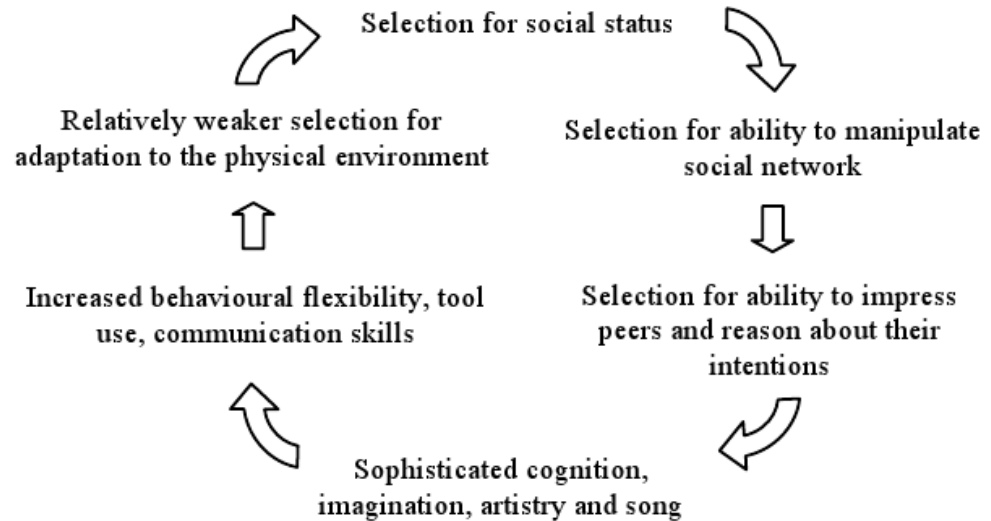 Selection for social status
Selection for ability to manipulate
social network
Selection for ability to impress
peers and reason about their
intentions
Sophisticated cognition,
imagination, artistry and song
Increased behavioural flexibility, tool
use, communication skills
Relatively weaker selection for
adaptation to the physical environment